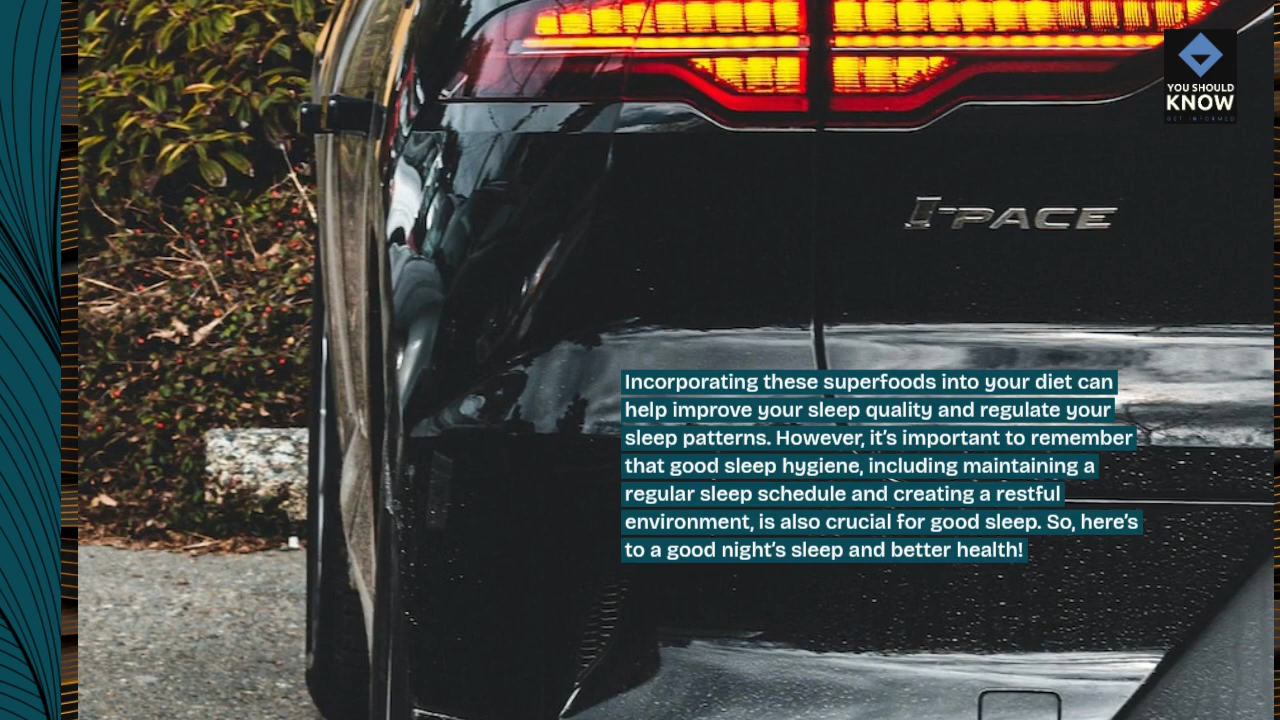 YOU SHOULD
KNOW
GET INFORMED
I-PACE
Incorporating these superfoods into your diet can
help improve your sleep quality and regulate your
sleep patterns. However, it's important to remember
that good sleep hygiene, including maintaining a
regular sleep schedule and creating a restful
environment, is also crucial for good sleep. So, here's
to a good night's sleep and better health!